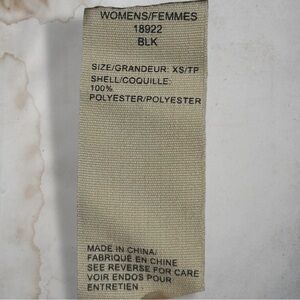 WOMENS/FEMMES
18922
BLK
SIZE/GRANDEUR: XS/TP
SHELL/COQUILLE:
100%
POLYESTER/POLYESTER
MADE IN CHINA/
FABRIQUÉ EN CHINE
SEE REVERSE FOR CARE
VOIR ENDOS POUR
ENTRETIEN